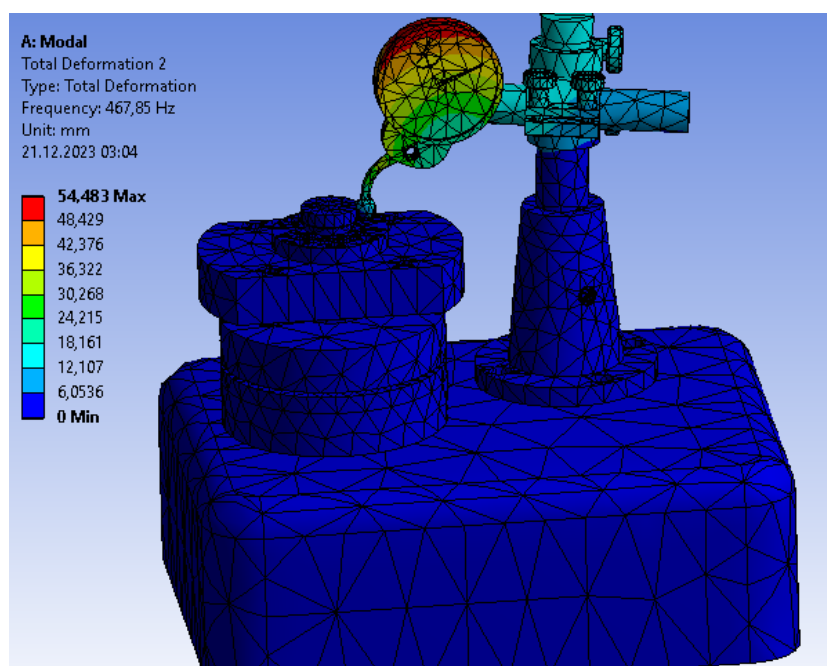 A: Modal
Total Deformation 2
Type: Total Deformation
Frequency: 467,85 Hz
Unit: mm
21.12.2023 03:04
54,483 Max
48,429
42,376
36,322
30,268
24,215
18,161
12,107
6,0536
0 Min